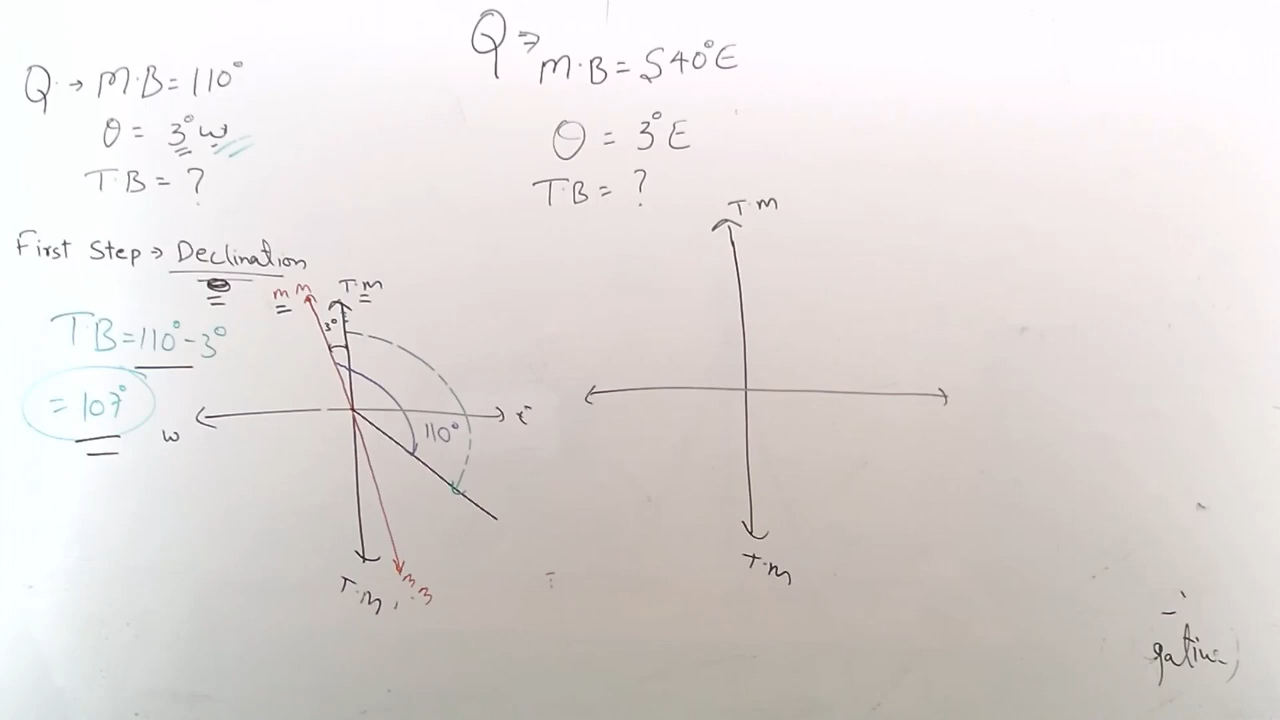 Q → M·B = 110°
θ = 3° W
T·B = ?
First Step → Declination
T·B = 110° - 3°
= 107°
M M
T·M
3°
110°
W
E
T·M
M M
Q →
M·B = S40°E
θ = 3°E
T·B = ?
T·M
T·M